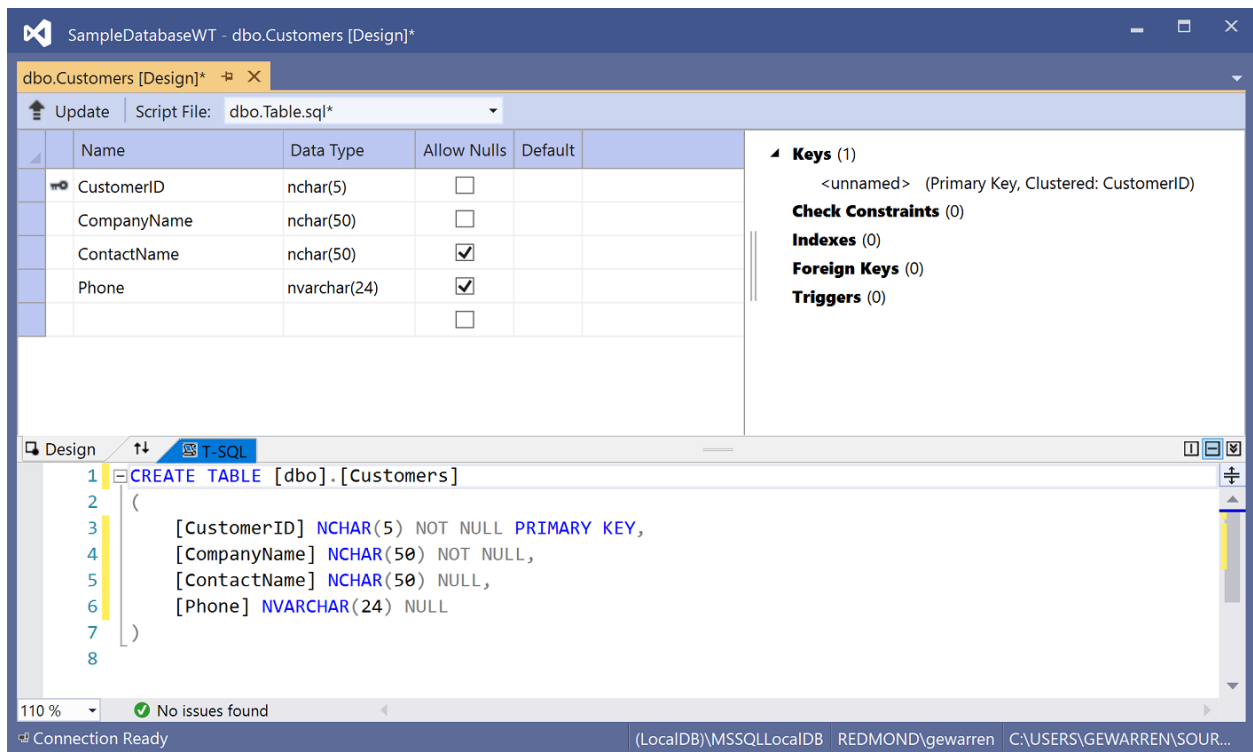 SampleDatabaseWT - dbo.Customers [Design]*
dbo.Customers [Design]*
Update Script File: dbo.Table.sql*
Name Data Type Allow Nulls Default
CustomerID nchar(5)
CompanyName nchar(50)
ContactName nchar(50)
Phone nvarchar(24)
Keys (1)
<unnamed> (Primary Key, Clustered: CustomerID)
Check Constraints (0)
Indexes (0)
Foreign Keys (0)
Triggers (0)
Design T-SQL
1 CREATE TABLE [dbo].[Customers]
2 (
3 [CustomerID] NCHAR(5) NOT NULL PRIMARY KEY,
4 [CompanyName] NCHAR(50) NOT NULL,
5 [ContactName] NCHAR(50) NULL,
6 [Phone] NVARCHAR(24) NULL
7 )
8
110 % No issues found
Connection Ready (LocalDB)\MSSQLLocalDB REDMOND\gewarren C:\USERS\GEWARREN\SOUR...